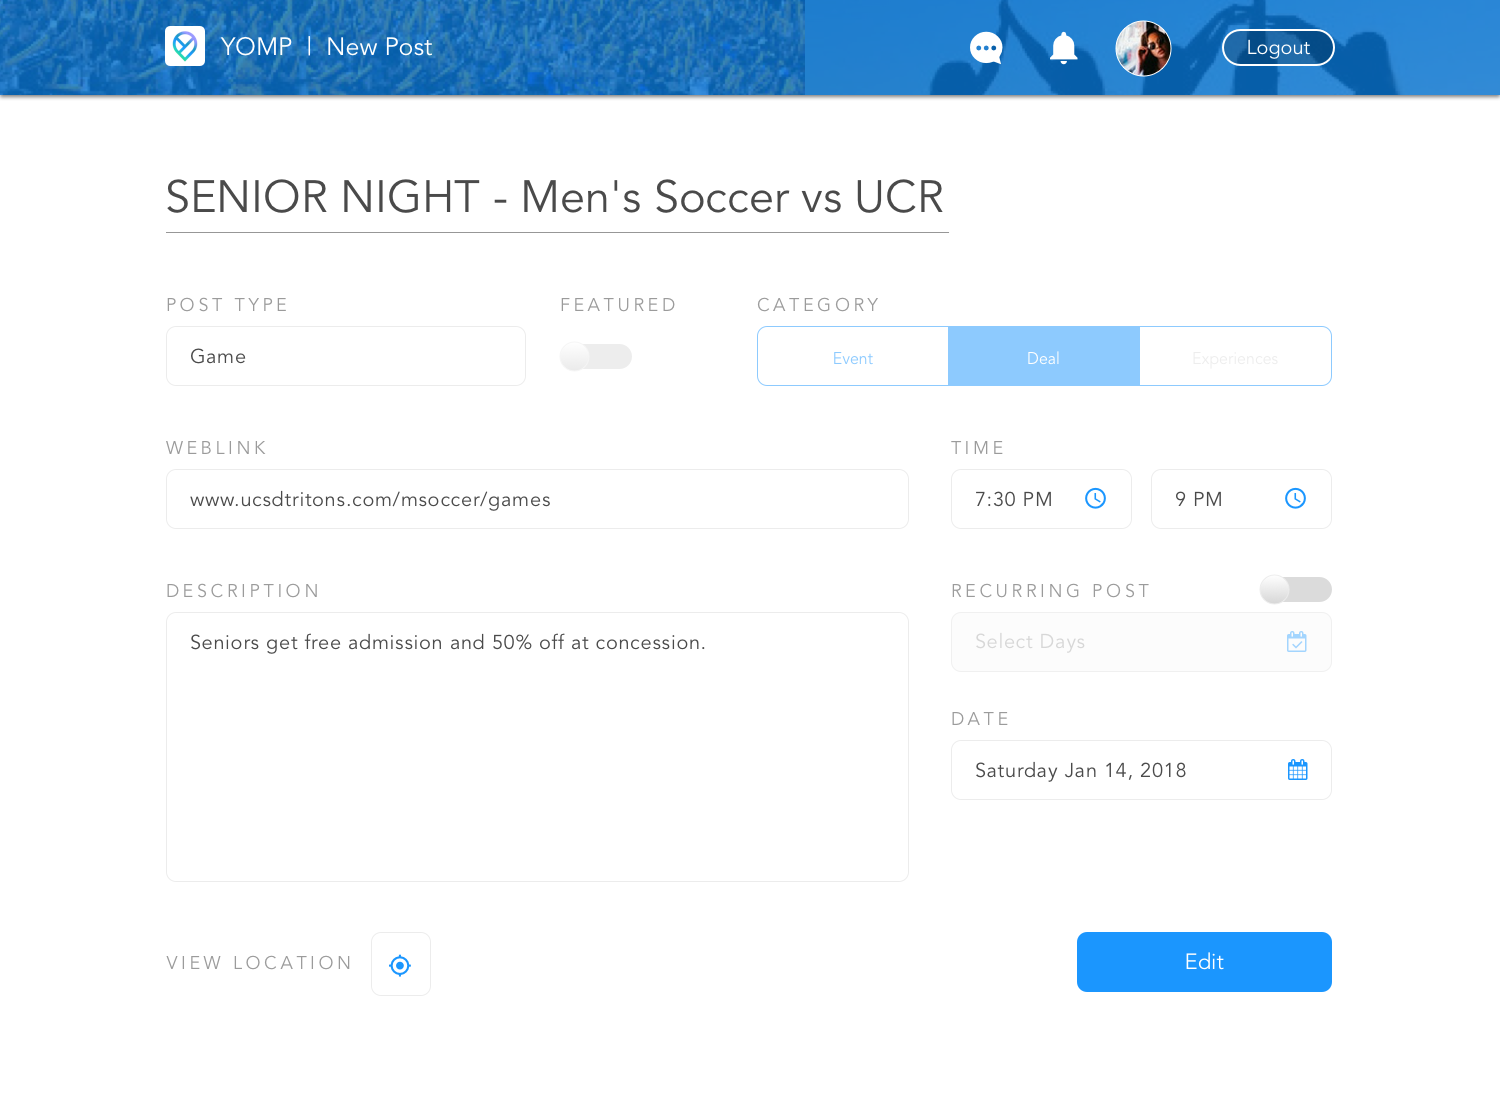 YOMP | New Post
Logout
SENIOR NIGHT - Men's Soccer vs UCR
POST TYPE
FEATURED
CATEGORY
Game
Event
Deal
Experiences
WEBLINK
TIME
www.ucsdtritons.com/msoccer/games
7:30 PM
9 PM
DESCRIPTION
RECURRING POST
Seniors get free admission and 50% off at concession.
Select Days
DATE
Saturday Jan 14, 2018
VIEW LOCATION
Edit